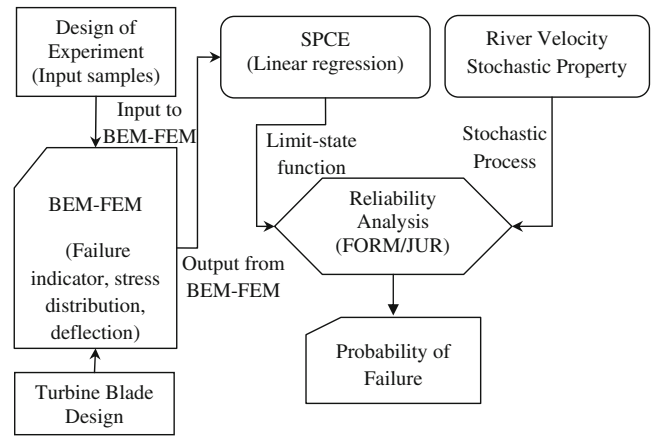 Design of
Experiment
(Input samples)
SPCE
(Linear regression)
River Velocity
Stochastic Property
Input to
BEM-FEM
Limit-state
function
Stochastic
Process
BEM-FEM
(Failure
indicator, stress
distribution,
deflection)
Output from
BEM-FEM
Reliability
Analysis
(FORM/JUR)
Probability of
Failure
Turbine Blade
Design